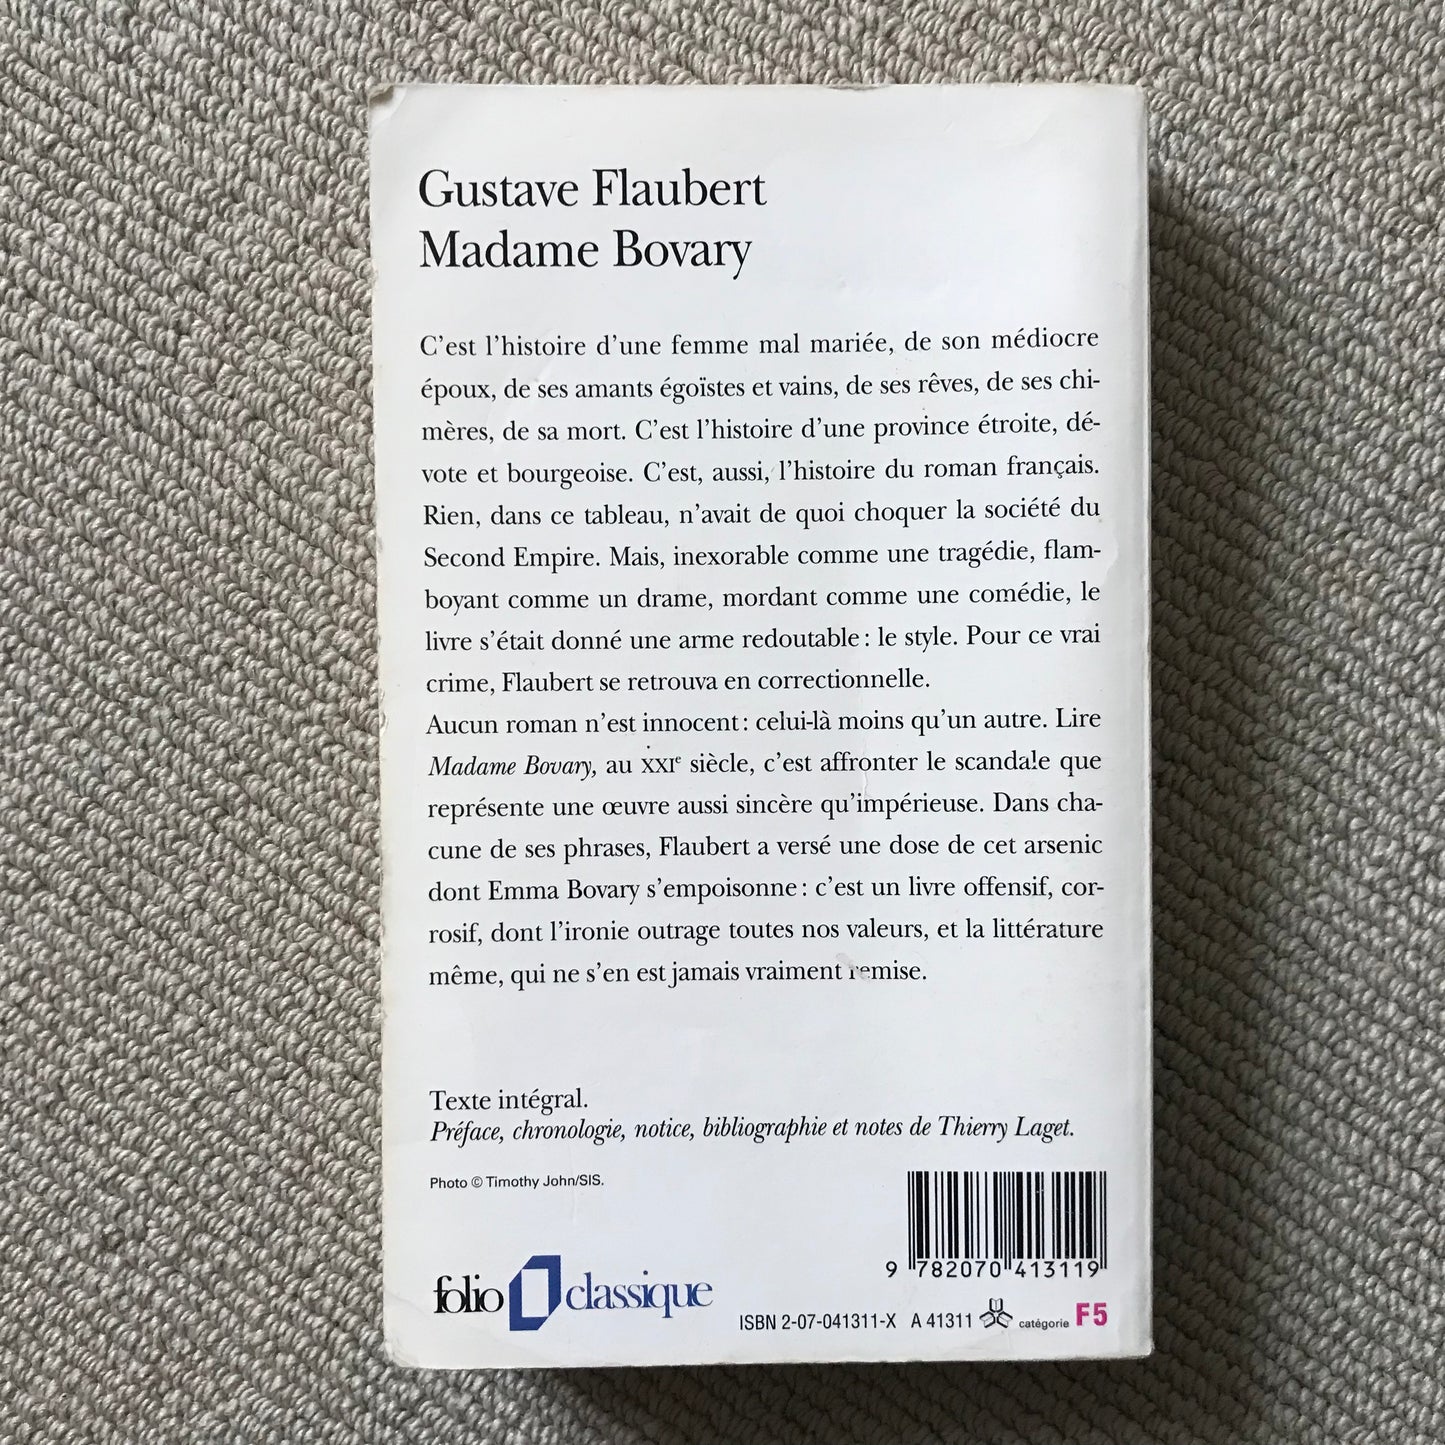 Gustave Flaubert
Madame Bovary
C’est l’histoire d’une femme mal mariée, de son médiocre
époux, de ses amants égoïstes et vains, de ses rêves, de ses chi-
mères, de sa mort. C’est l’histoire d’une province étroite, dé-
vote et bourgeoise. C’est, aussi, l’histoire du roman français.
Rien, dans ce tableau, n’avait de quoi choquer la société du
Second Empire. Mais, inexorable comme une tragédie, flam-
boyant comme un drame, mordant comme une comédie, le
livre s’était donné une arme redoutable : le style. Pour ce vrai
crime, Flaubert se retrouva en correctionnelle.
Aucun roman n’est innocent : celui-là moins qu’un autre. Lire
Madame Bovary, au XXIe siècle, c’est affronter le scandale que
représente une œuvre aussi sincère qu’impérieuse. Dans cha-
cune de ses phrases, Flaubert a versé une dose de cet arsenic
dont Emma Bovary s’empoisonne : c’est un livre offensif, cor-
rosif, dont l’ironie outrage toutes nos valeurs, et la littérature
même, qui ne s’en est jamais vraiment remise.
Texte intégral.
Préface, chronologie, notice, bibliographie et notes de Thierry Laget.
Photo © Timothy John/SIS.
9 782070 413119
folio classique
ISBN 2-07-041311-X A 41311 catégorie F5